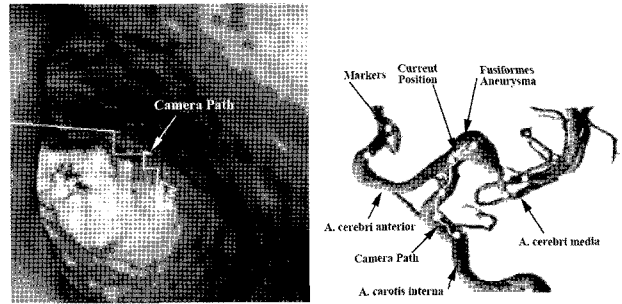 Camera Path
Markers
Current
Position
Fusiformes
Aneurysma
A. cerebri anterior
Camera Path
A. carotis interna
A. cerebri media